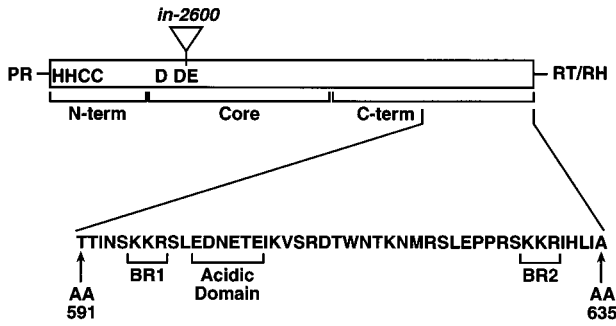 in-2600
PR HHCC D DE RT/RH
N-term Core C-term
TTINSKKRSLEDNETEIKVSRDTWNTKNMRSLEPPRSKKRIHLIA
BR1 Acidic Domain BR2
AA 591 AA 635